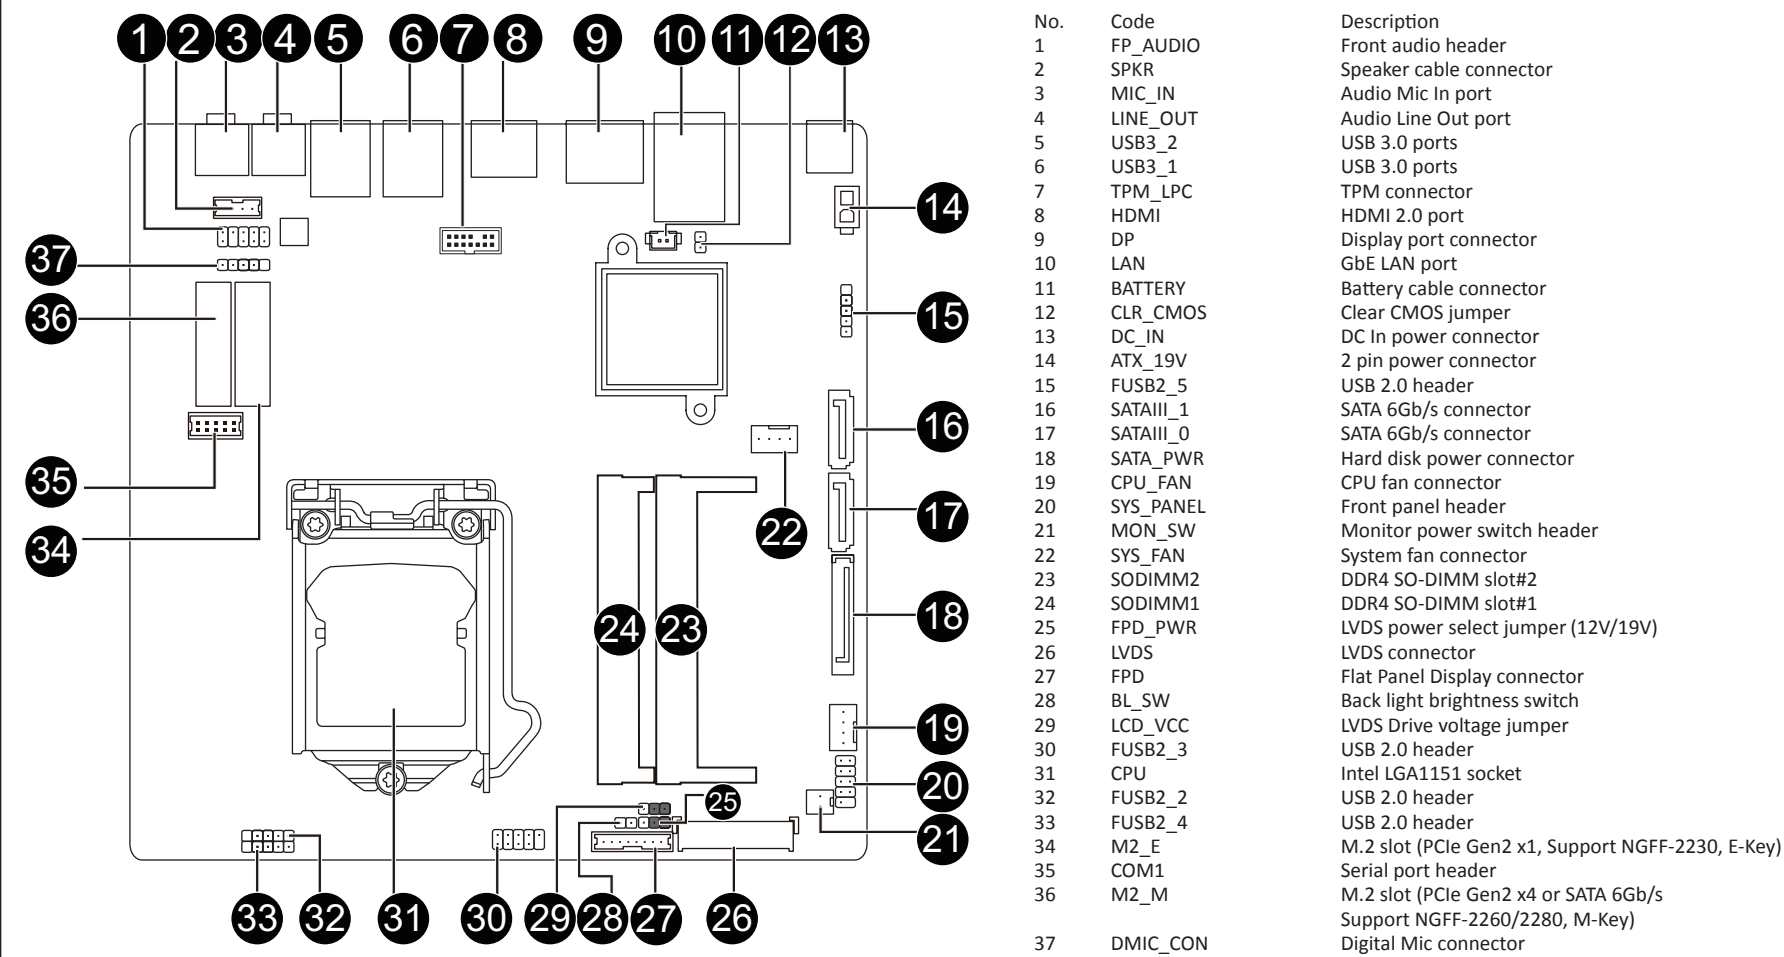 1 2 3 4 5 6 7 8 9 10 11 12 13
14
15
16
17
18
19
20
21
22
23
24
25
26
27
28
29
30
31
32
33
34
35
36
37
No. Code Description
1 FP_AUDIO Front audio header
2 SPKR Speaker cable connector
3 MIC_IN Audio Mic In port
4 LINE_OUT Audio Line Out port
5 USB3_2 USB 3.0 ports
6 USB3_1 USB 3.0 ports
7 TPM_LPC TPM connector
8 HDMI HDMI 2.0 port
9 DP Display port connector
10 LAN GbE LAN port
11 BATTERY Battery cable connector
12 CLR_CMOS Clear CMOS jumper
13 DC_IN DC In power connector
14 ATX_19V 2 pin power connector
15 FUSB2_5 USB 2.0 header
16 SATAIII_1 SATA 6Gb/s connector
17 SATAIII_0 SATA 6Gb/s connector
18 SATA_PWR Hard disk power connector
19 CPU_FAN CPU fan connector
20 SYS_PANEL Front panel header
21 MON_SW Monitor power switch header
22 SYS_FAN System fan connector
23 SODIMM2 DDR4 SO-DIMM slot#2
24 SODIMM1 DDR4 SO-DIMM slot#1
25 FPD_PWR LVDS power select jumper (12V/19V)
26 LVDS LVDS connector
27 FPD Flat Panel Display connector
28 BL_SW Back light brightness switch
29 LCD_VCC LVDS Drive voltage jumper
30 FUSB2_3 USB 2.0 header
31 CPU Intel LGA1151 socket
32 FUSB2_2 USB 2.0 header
33 FUSB2_4 USB 2.0 header
34 M2_E M.2 slot (PCIe Gen2 x1, Support NGFF-2230, E-Key)
35 COM1 Serial port header
36 M2_M M.2 slot (PCIe Gen2 x4 or SATA 6Gb/s
Support NGFF-2260/2280, M-Key)
37 DMIC_CON Digital Mic connector